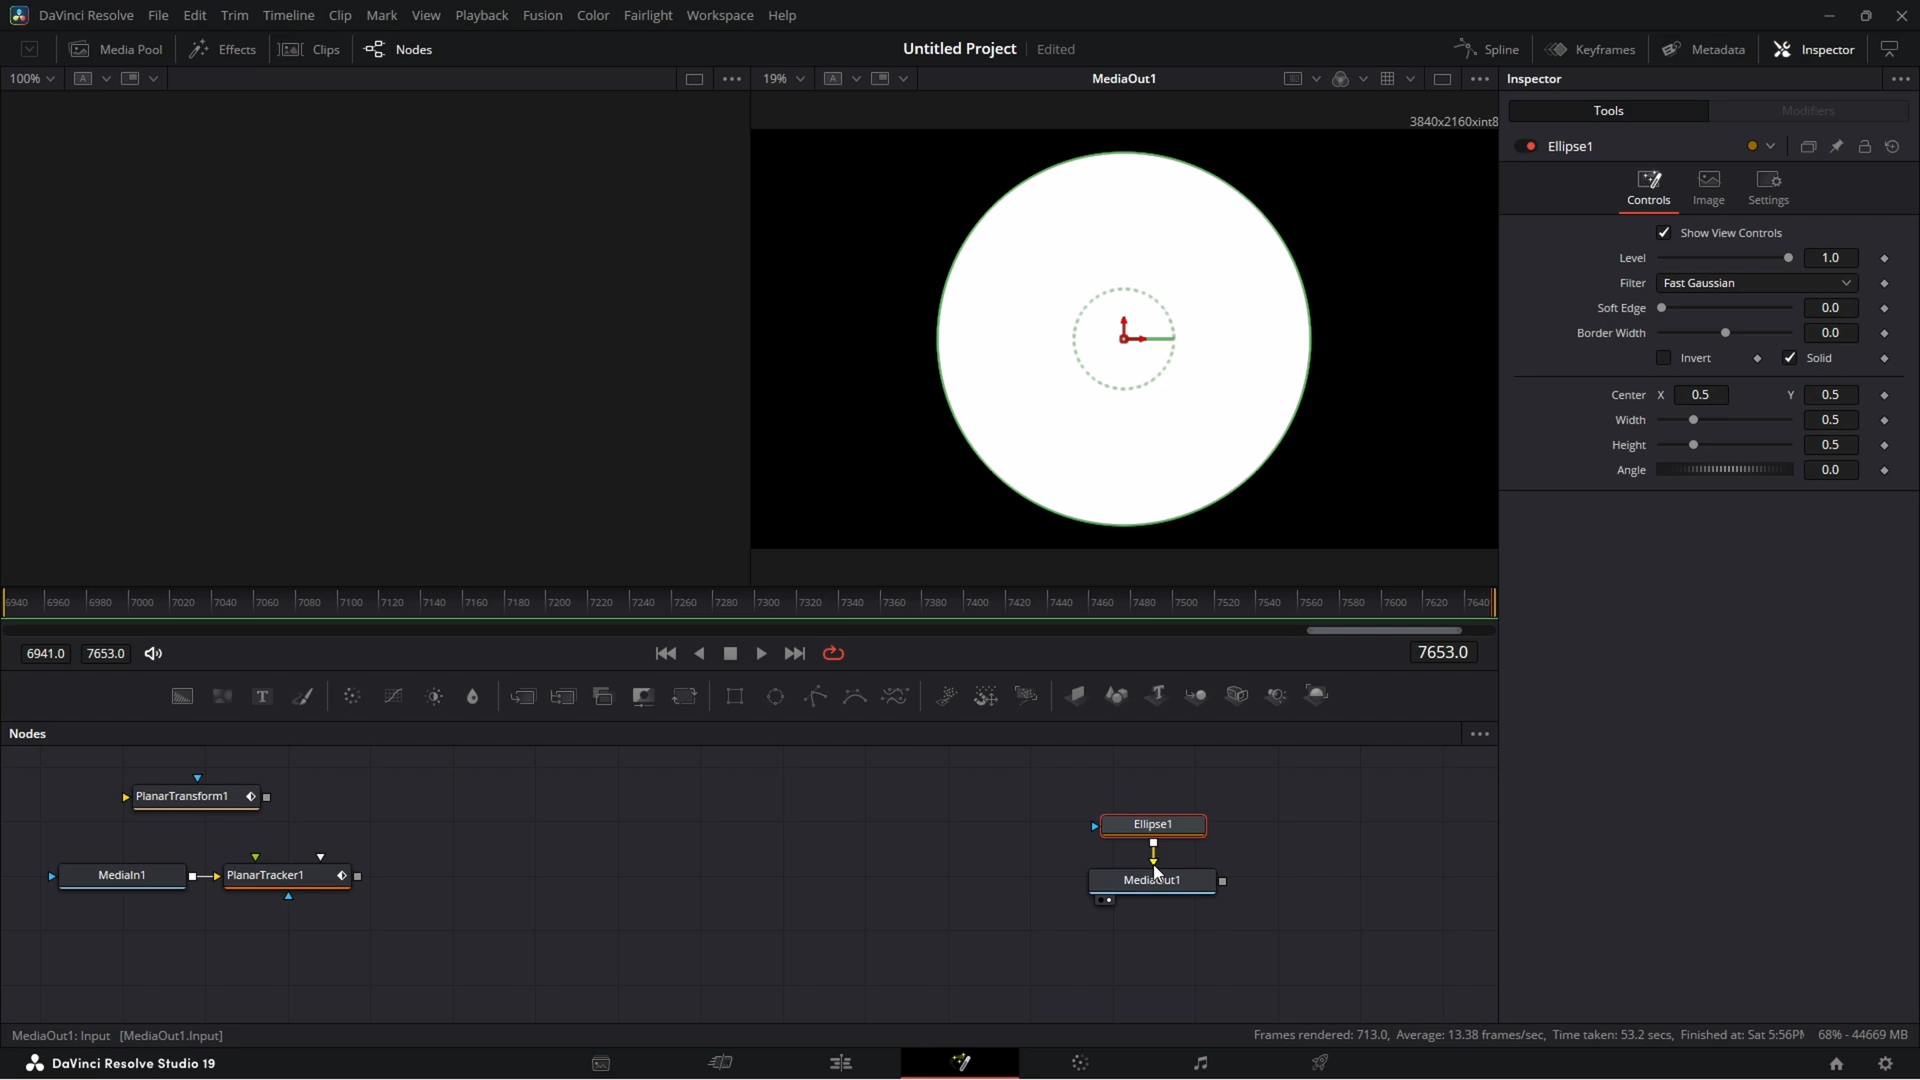 DaVinci Resolve File Edit Trim Timeline Clip Mark View Playback Fusion Color Fairlight Workspace Help
Media Pool Effects Clips Nodes Untitled Project Edited Spline Keyframes Metadata Inspector
100% A 19% A MediaOut1 Inspector
Tools Modifiers
3840x2160xint8
Ellipse1
Controls Image Settings
Show View Controls
Level 1.0
Filter Fast Gaussian
Soft Edge 0.0
Border Width 0.0
Invert Solid
Center X 0.5 Y 0.5
Width 0.5
Height 0.5
Angle 0.0
6940 6960 6980 7000 7020 7040 7060 7080 7100 7120 7140 7160 7180 7200 7220 7240 7260 7280 7300 7320 7340 7360 7380 7400 7420 7440 7460 7480 7500 7520 7540 7560 7580 7600 7620 7640
6941.0 7653.0 7653.0
T T
Nodes
PlanarTransform1
Ellipse1
MediaIn1 PlanarTracker1 MediaOut1
MediaOut1: Input [MediaOut1.Input] Frames rendered: 713.0, Average: 13.38 frames/sec, Time taken: 53.2 secs, Finished at: Sat 5:56P 68% - 44669 MB
DaVinci Resolve Studio 19